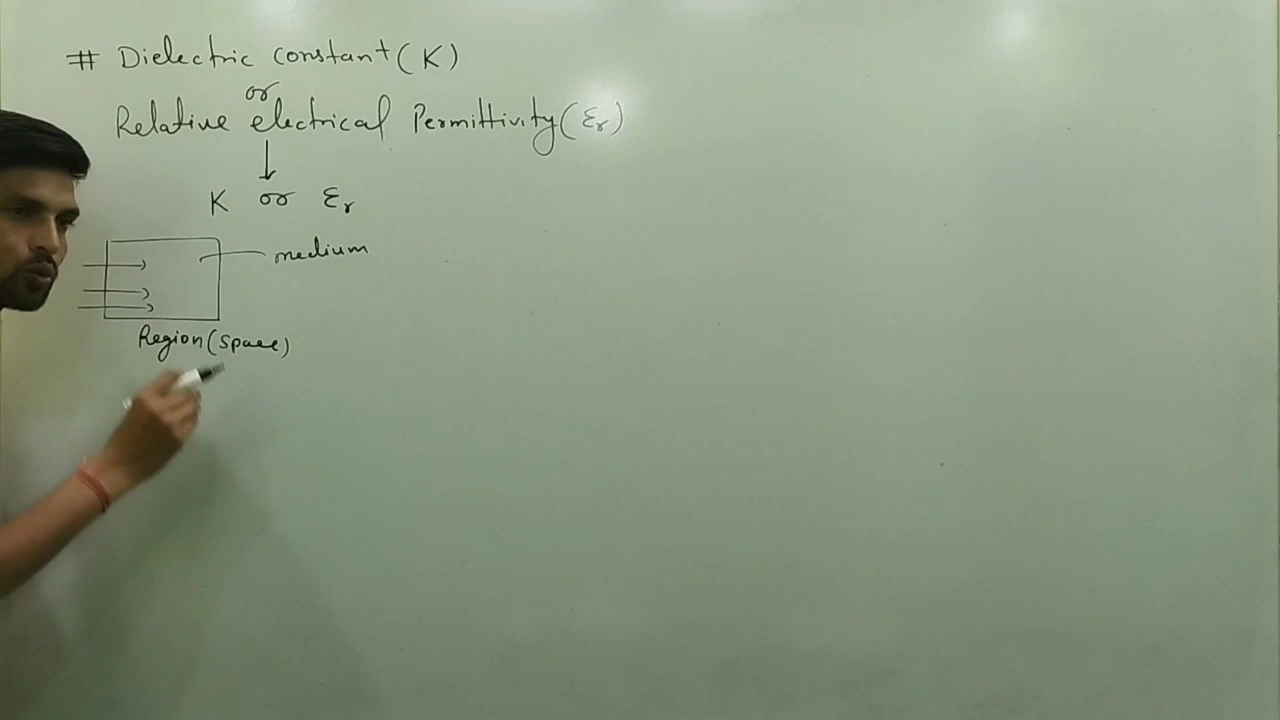 # Dielectric constant (K)
or
Relative electrical Permittivity (εr)
K or εr
medium
Region (space)